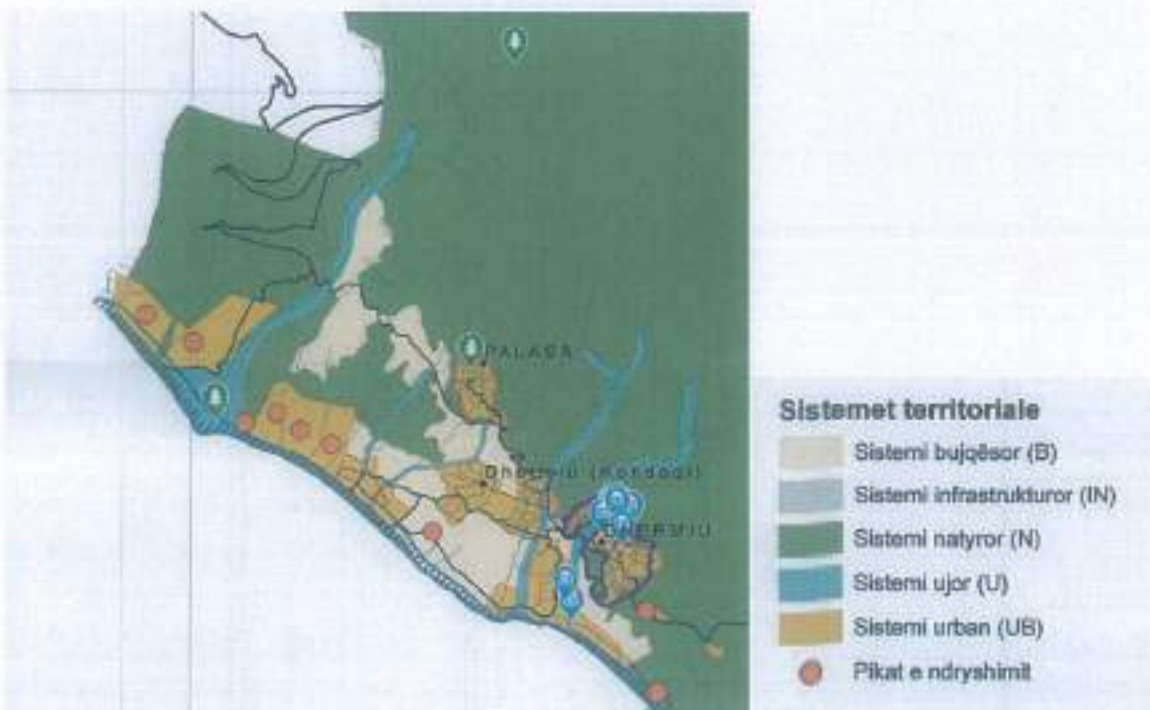 PALASA
Dhërmiu (Kondraqi)
DHËRMIU
Sistemet territoriale
Sistemi bujqësor (B)
Sistemi infrastrukturor (IN)
Sistemi natyror (N)
Sistemi ujor (U)
Sistemi urban (UB)
Pikat e ndryshimit